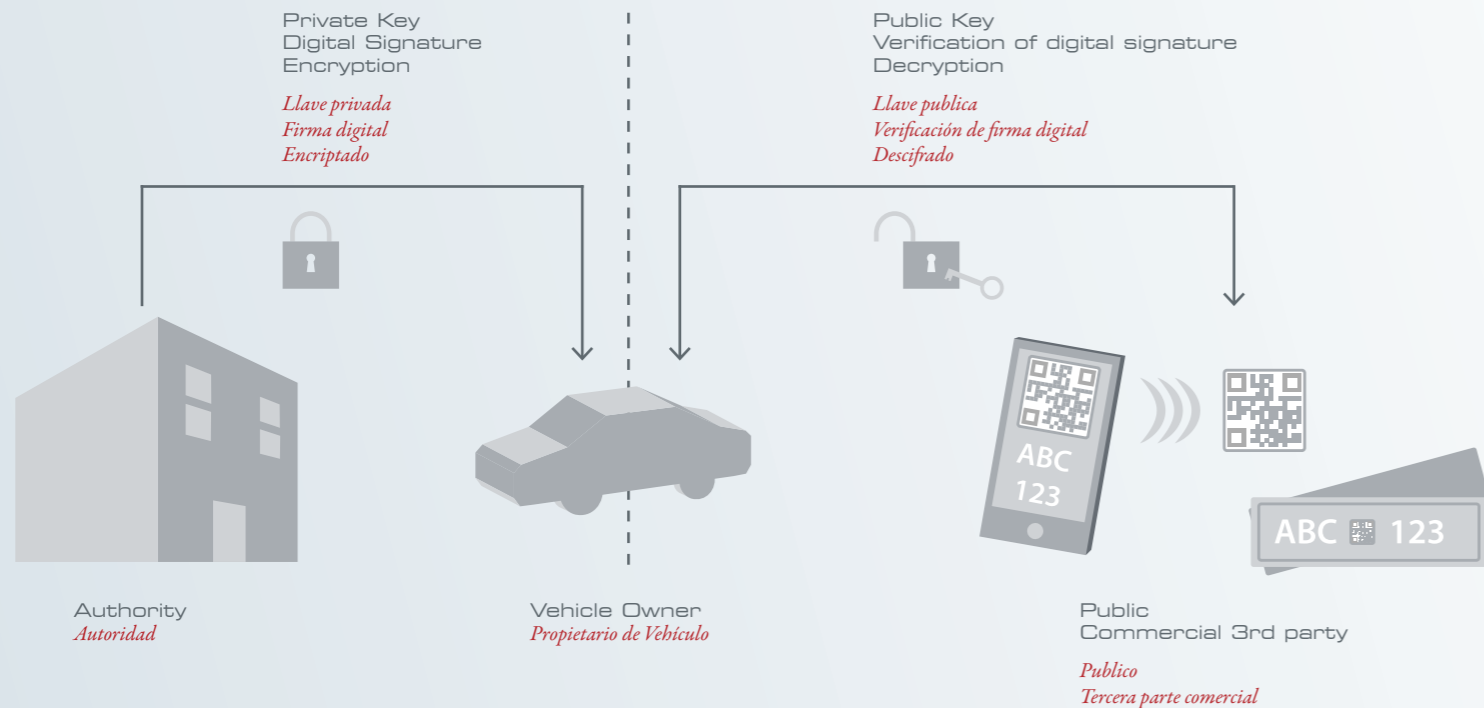 Private Key
Digital Signature
Encryption
Llave privada
Firma digital
Encriptado
Public Key
Verification of digital signature
Decryption
Llave publica
Verificación de firma digital
Descifrado
ABC
123
ABC 123
Authority
Autoridad
Vehicle Owner
Propietario de Vehículo
Public
Commercial 3rd party
Publico
Tercera parte comercial